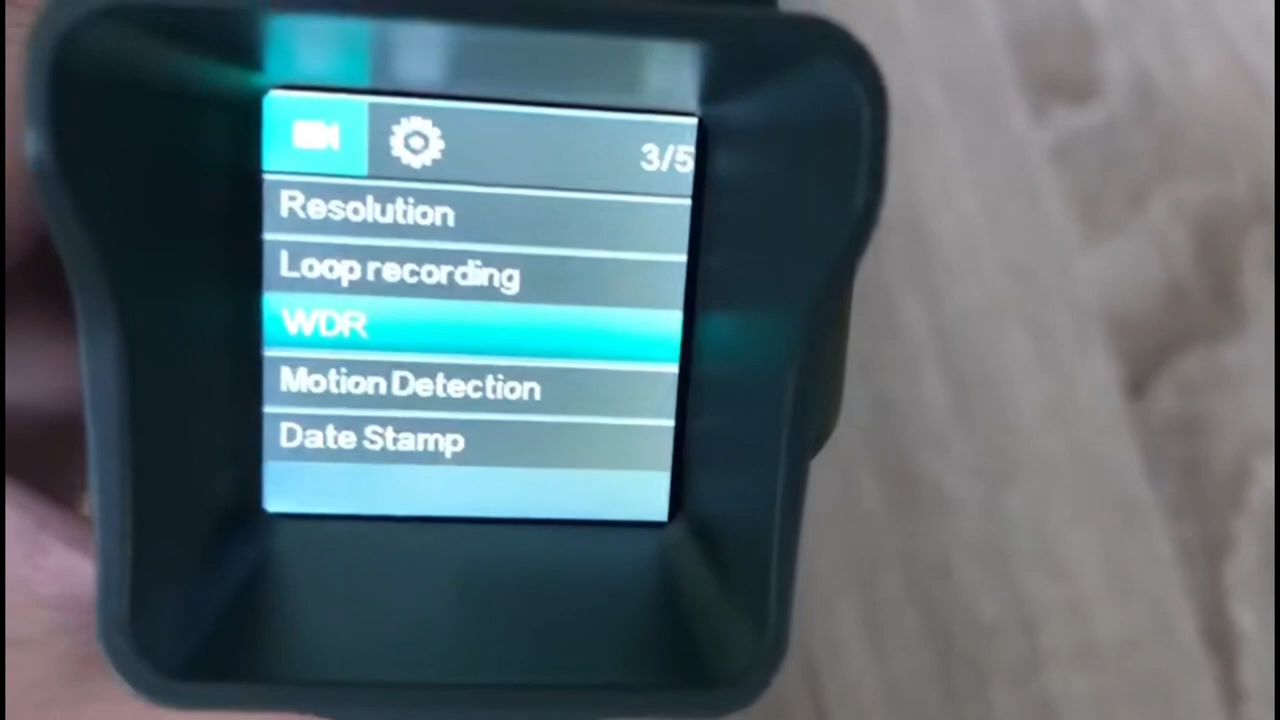 3/5
Resolution
Loop recording
WDR
Motion Detection
Date Stamp